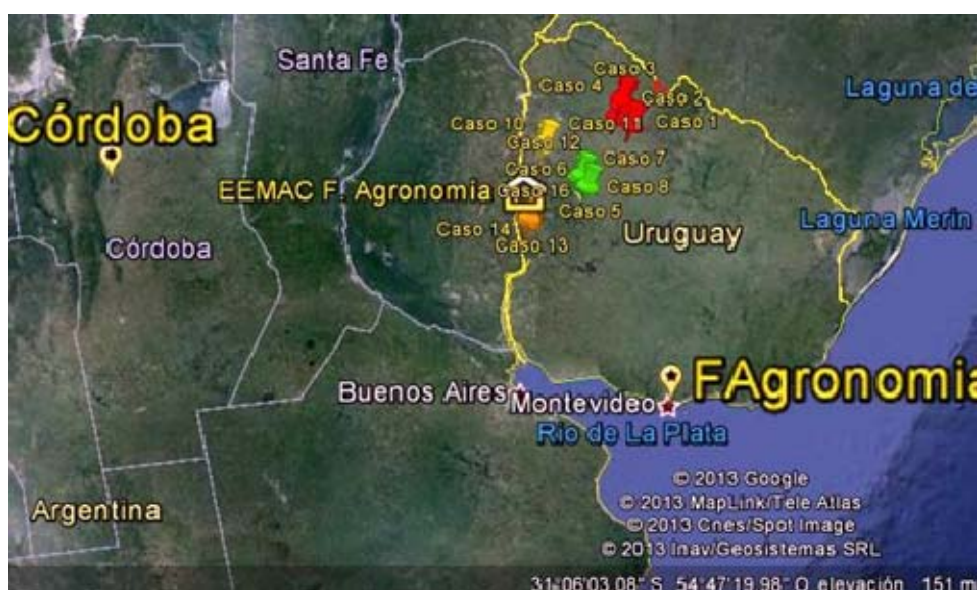 Santa Fe
Caso 3
Caso 4
Caso 2
Laguna de
Córdoba
Caso 10
Caso 11
Caso 1
Caso 12
Caso 6
Caso 7
EEMAC F. Agronomia
Caso 16
Caso 8
Caso 5
Laguna Merin
Caso 14
Uruguay
Córdoba
Caso 13
Buenos Aires
FAgronomia
Montevideo
Rio de La Plata
© 2013 Google
© 2013 MapLink/Tele Atlas
Argentina
© 2013 Cnes/Spot Image
© 2013 Inav/Geosistemas SRL
31°06'03.08" S 54°47'19.98" O elevación 151 m